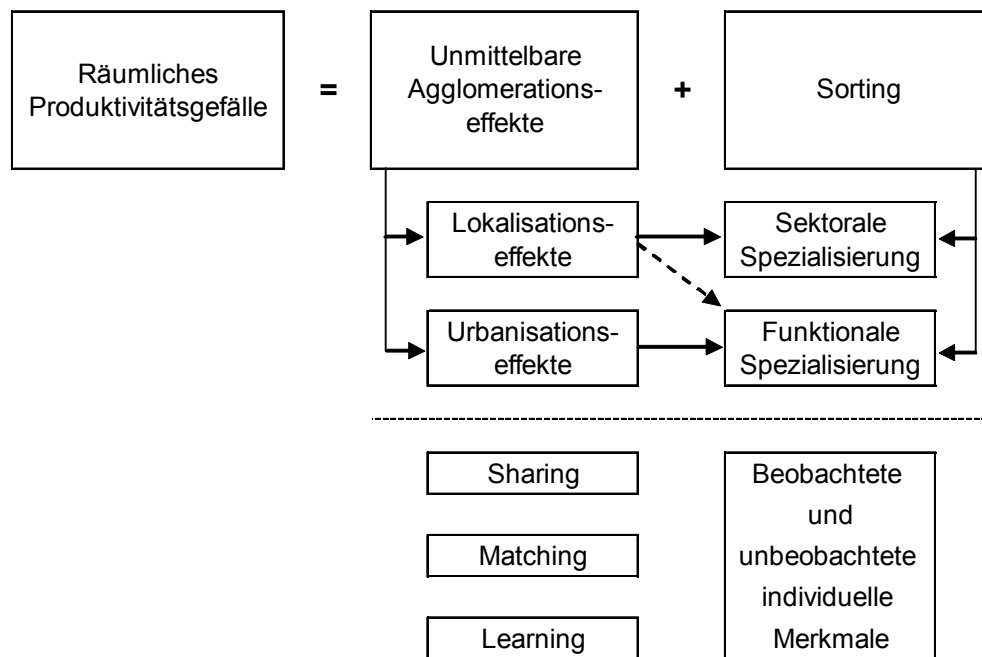 Räumliches
Produktivitätsgefälle
=
Unmittelbare
Agglomerations-
effekte
+
Sorting
Lokalisations-
effekte
Sektorale
Spezialisierung
Urbanisations-
effekte
Funktionale
Spezialisierung
Sharing
Matching
Learning
Beobachtete
und
unbeobachtete
individuelle
Merkmale